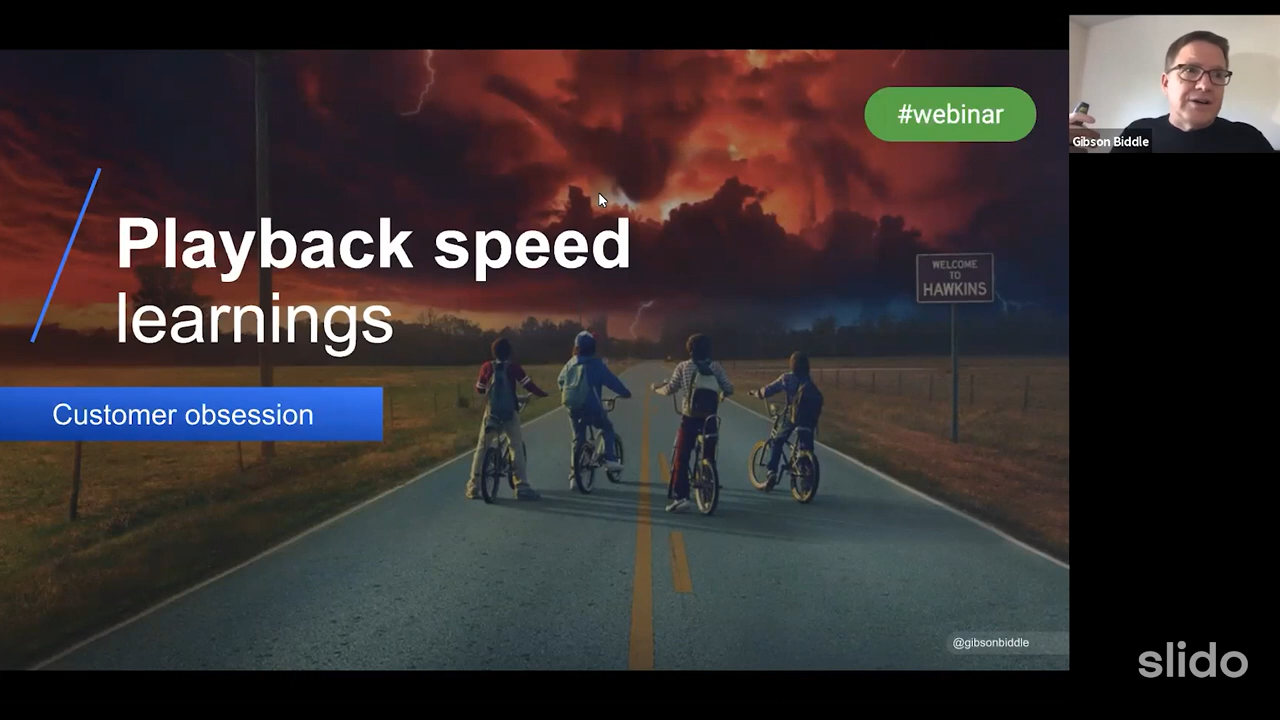 #webinar
Gibson Biddle
Playback speed
learnings
WELCOME
TO
HAWKINS
Customer obsession
@gibsonbiddle
slido